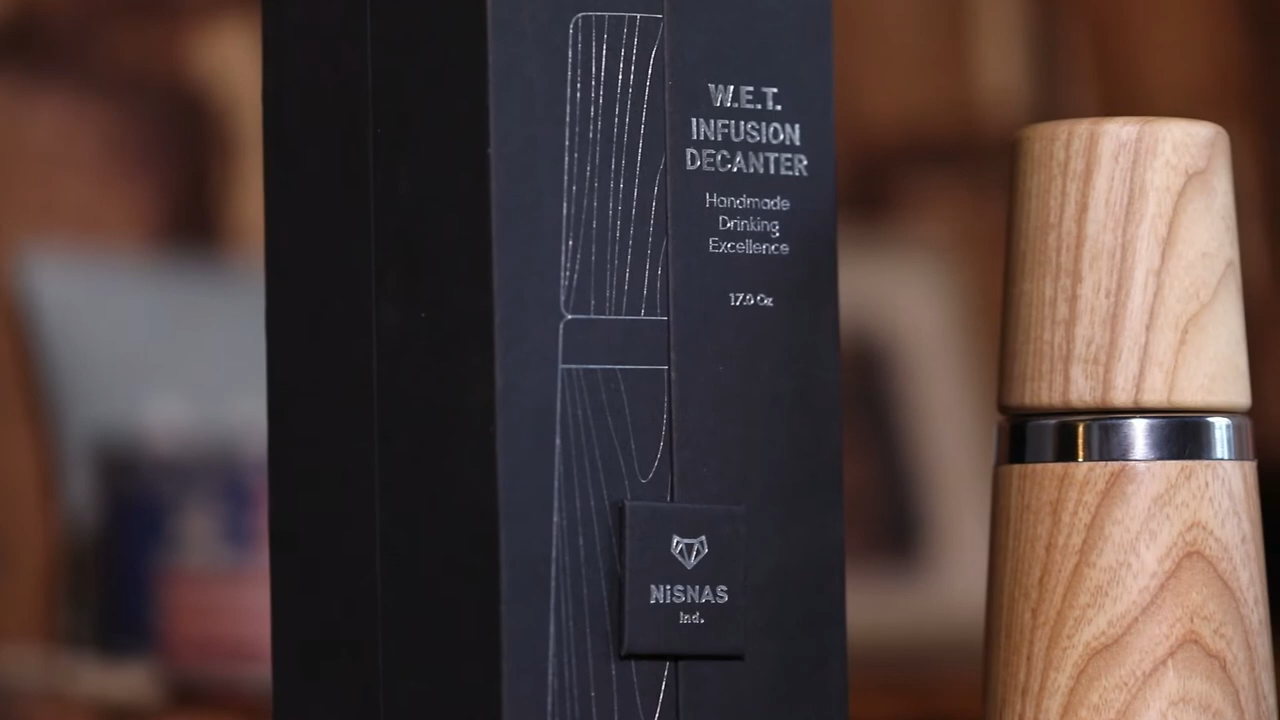 W.E.T.
INFUSION
DECANTER
Handmade
Drinking
Excellence
17.0 Oz
NiSNAS
Ind.